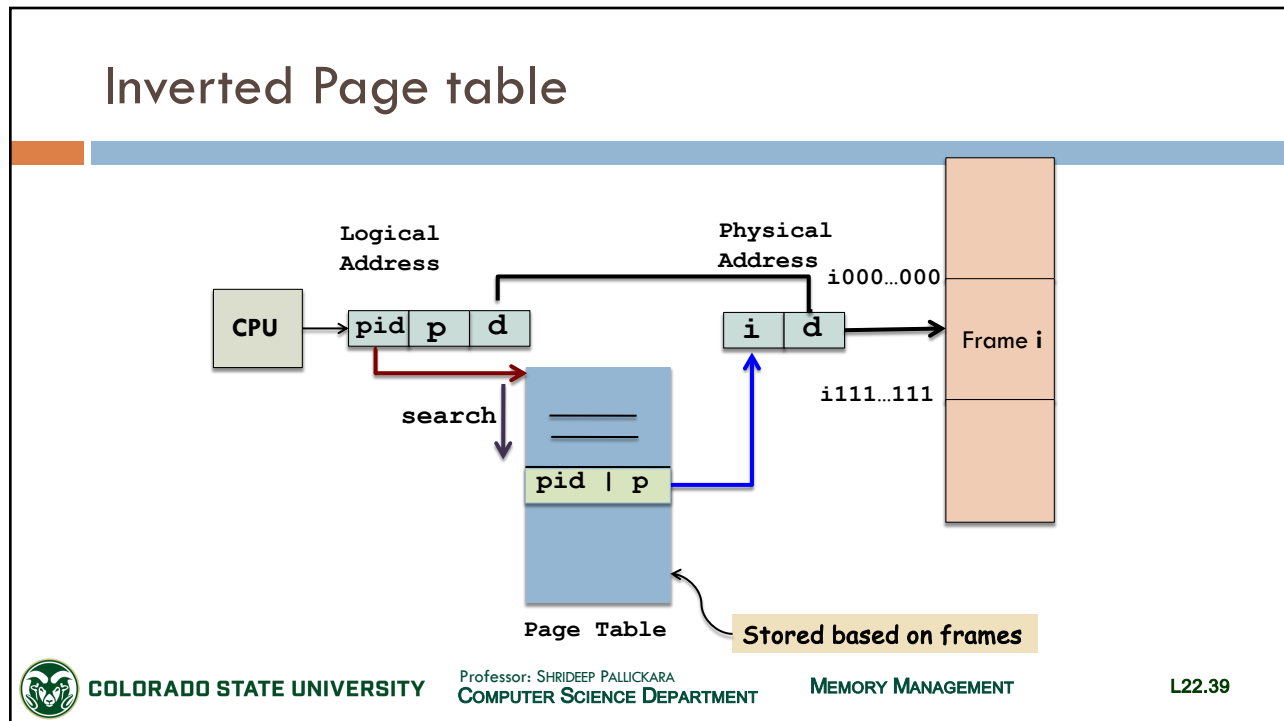 Inverted Page table
Logical
Address
Physical
Address
i000…000
CPU
pid p d
i d
Frame i
i111…111
search
pid | p
Page Table
Stored based on frames
COLORADO STATE UNIVERSITY
Professor: SHRIDEEP PALLICKARA
COMPUTER SCIENCE DEPARTMENT
MEMORY MANAGEMENT
L22.39